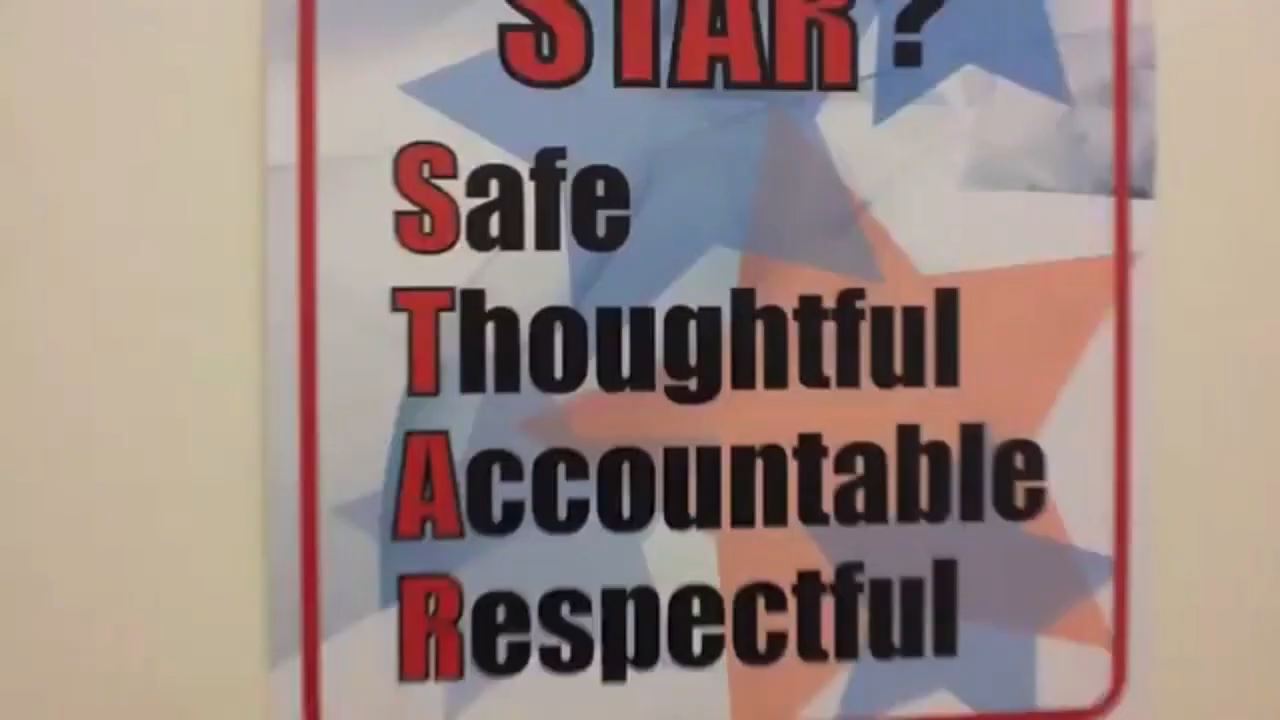 STAR?
Safe
Thoughtful
Accountable
Respectful